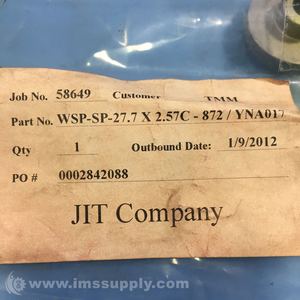 Job No. 58649 Customer TMM
Part No. WSP-SP-27.7 X 2.57C - 872 / YNA017
Qty 1 Outbound Date: 1/9/2012
PO # 0002842088
JIT Company
© www.imssupply.com